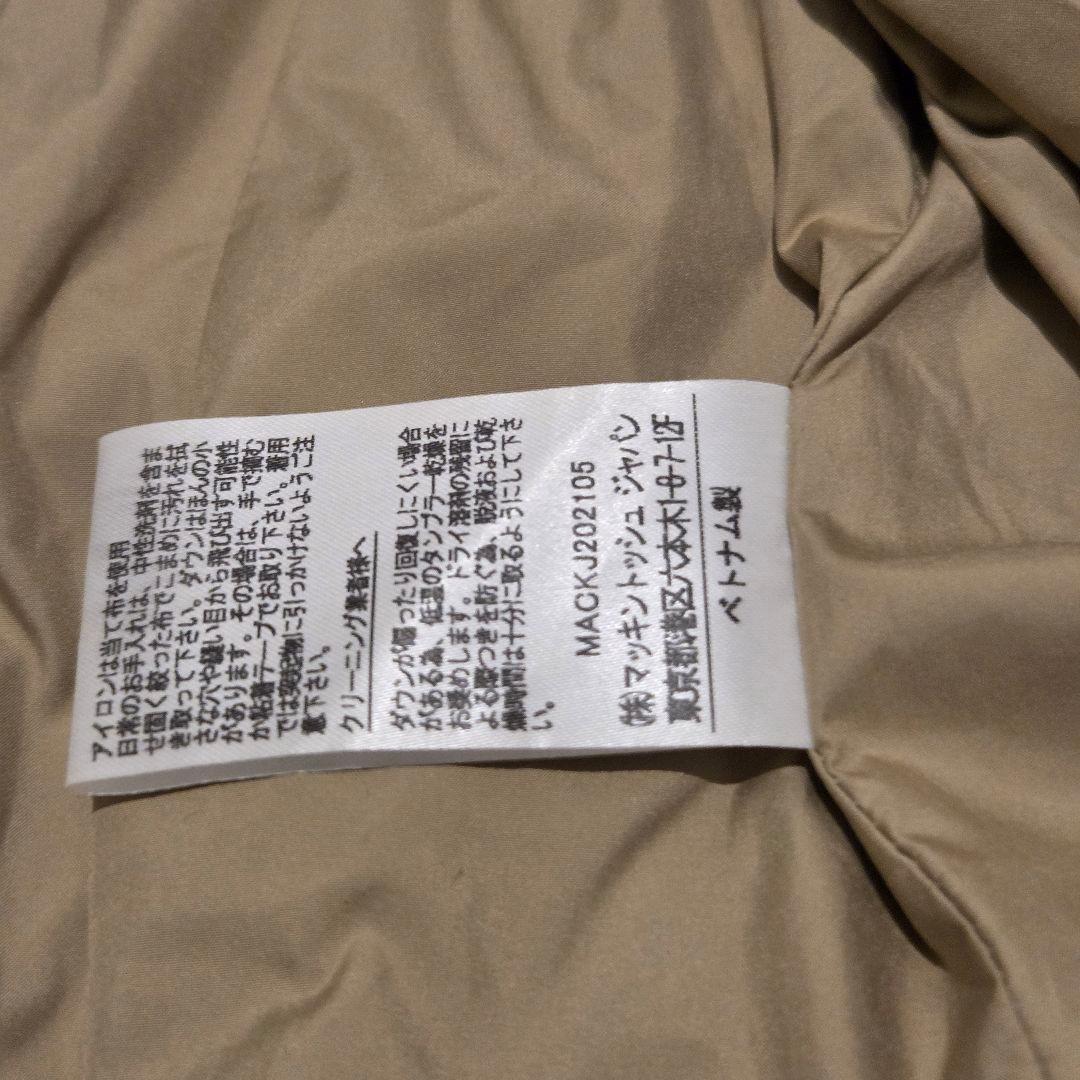 アイロンは当て布を使用
日常のお手入れは、中性洗剤を含ま
せ固く絞った布でこまめに汚れを拭
き取って下さい。ダウンはほんの小
さな穴や縫い目から飛び出す可能性
があります。その場合は、手で摘む
か粘着テープでお取り下さい。着用
では突起物に引っかけないようご注
意下さい。
クリーニング業者様へ
ダウンが偏ったり回復しにくい場合
がある為、低温のタンブラー乾燥を
お奨めします。ドライ溶剤の残留に
よる際つきを防ぐ為、脱液および乾
燥時間は十分に取るようにして下さ
い。
MACKJ202105
(株)マッキントッシュ ジャパン
東京都港区六本木1-8-7-12F
ベトナム製